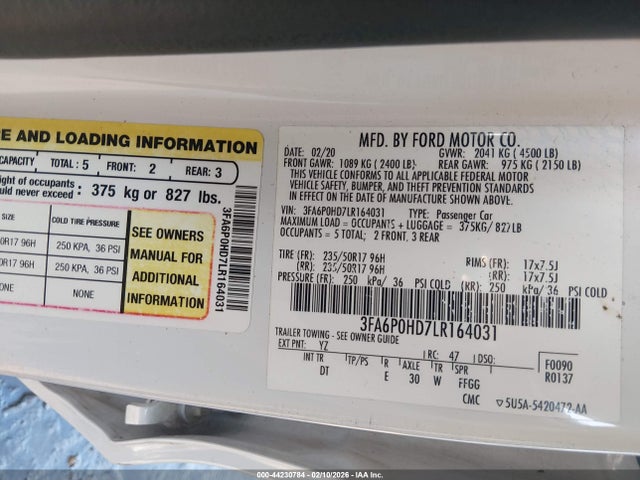 RE AND LOADING INFORMATION
CAPACITY TOTAL : 5 FRONT: 2 REAR: 3
ight of occupants
ould never exceed : 375 kg or 827 lbs.
SIZE COLD TIRE PRESSURE
50R17 96H 250 KPA, 36 PSI
50R17 96H 250 KPA, 36 PSI
NONE NONE
SEE OWNERS
MANUAL FOR
ADDITIONAL
INFORMATION
3FA6P0HD7LR164031
MFD. BY FORD MOTOR CO.
DATE: 02/20 GVWR: 2041 KG ( 4500 LB)
FRONT GAWR: 1089 KG ( 2400 LB) REAR GAWR: 975 KG ( 2150 LB)
THIS VEHICLE CONFORMS TO ALL APPLICABLE FEDERAL MOTOR
VEHICLE SAFETY, BUMPER, AND THEFT PREVENTION STANDARDS
IN EFFECT ON THE DATE OF MANUFACTURE SHOWN ABOVE.
VIN: 3FA6P0HD7LR164031 TYPE: Passenger Car
MAXIMUM LOAD = OCCUPANTS + LUGGAGE = 375KG/ 827LB
OCCUPANTS = 5 TOTAL; 2 FRONT, 3 REAR
TIRE (FR): 235/50R17 96H RIMS (FR): 17x7.5J
(RR): 235/50R17 96H (RR): 17x7.5J
PRESSURE (FR): 250 kPa/ 36 PSI COLD (RR): 250 kPa/ 36 PSI COLD
3FA6P0HD7LR164031
TRAILER TOWING - SEE OWNER GUIDE
EXT PNT: YZ RC: 47 DSO: F0090
INT TR TP/PS R AXLE TR SPR R0137
DT E 30 W FFGG
CMC ▽5U5A-5420472-AA
000-44230784 - 02/10/2026 - IAA Inc.